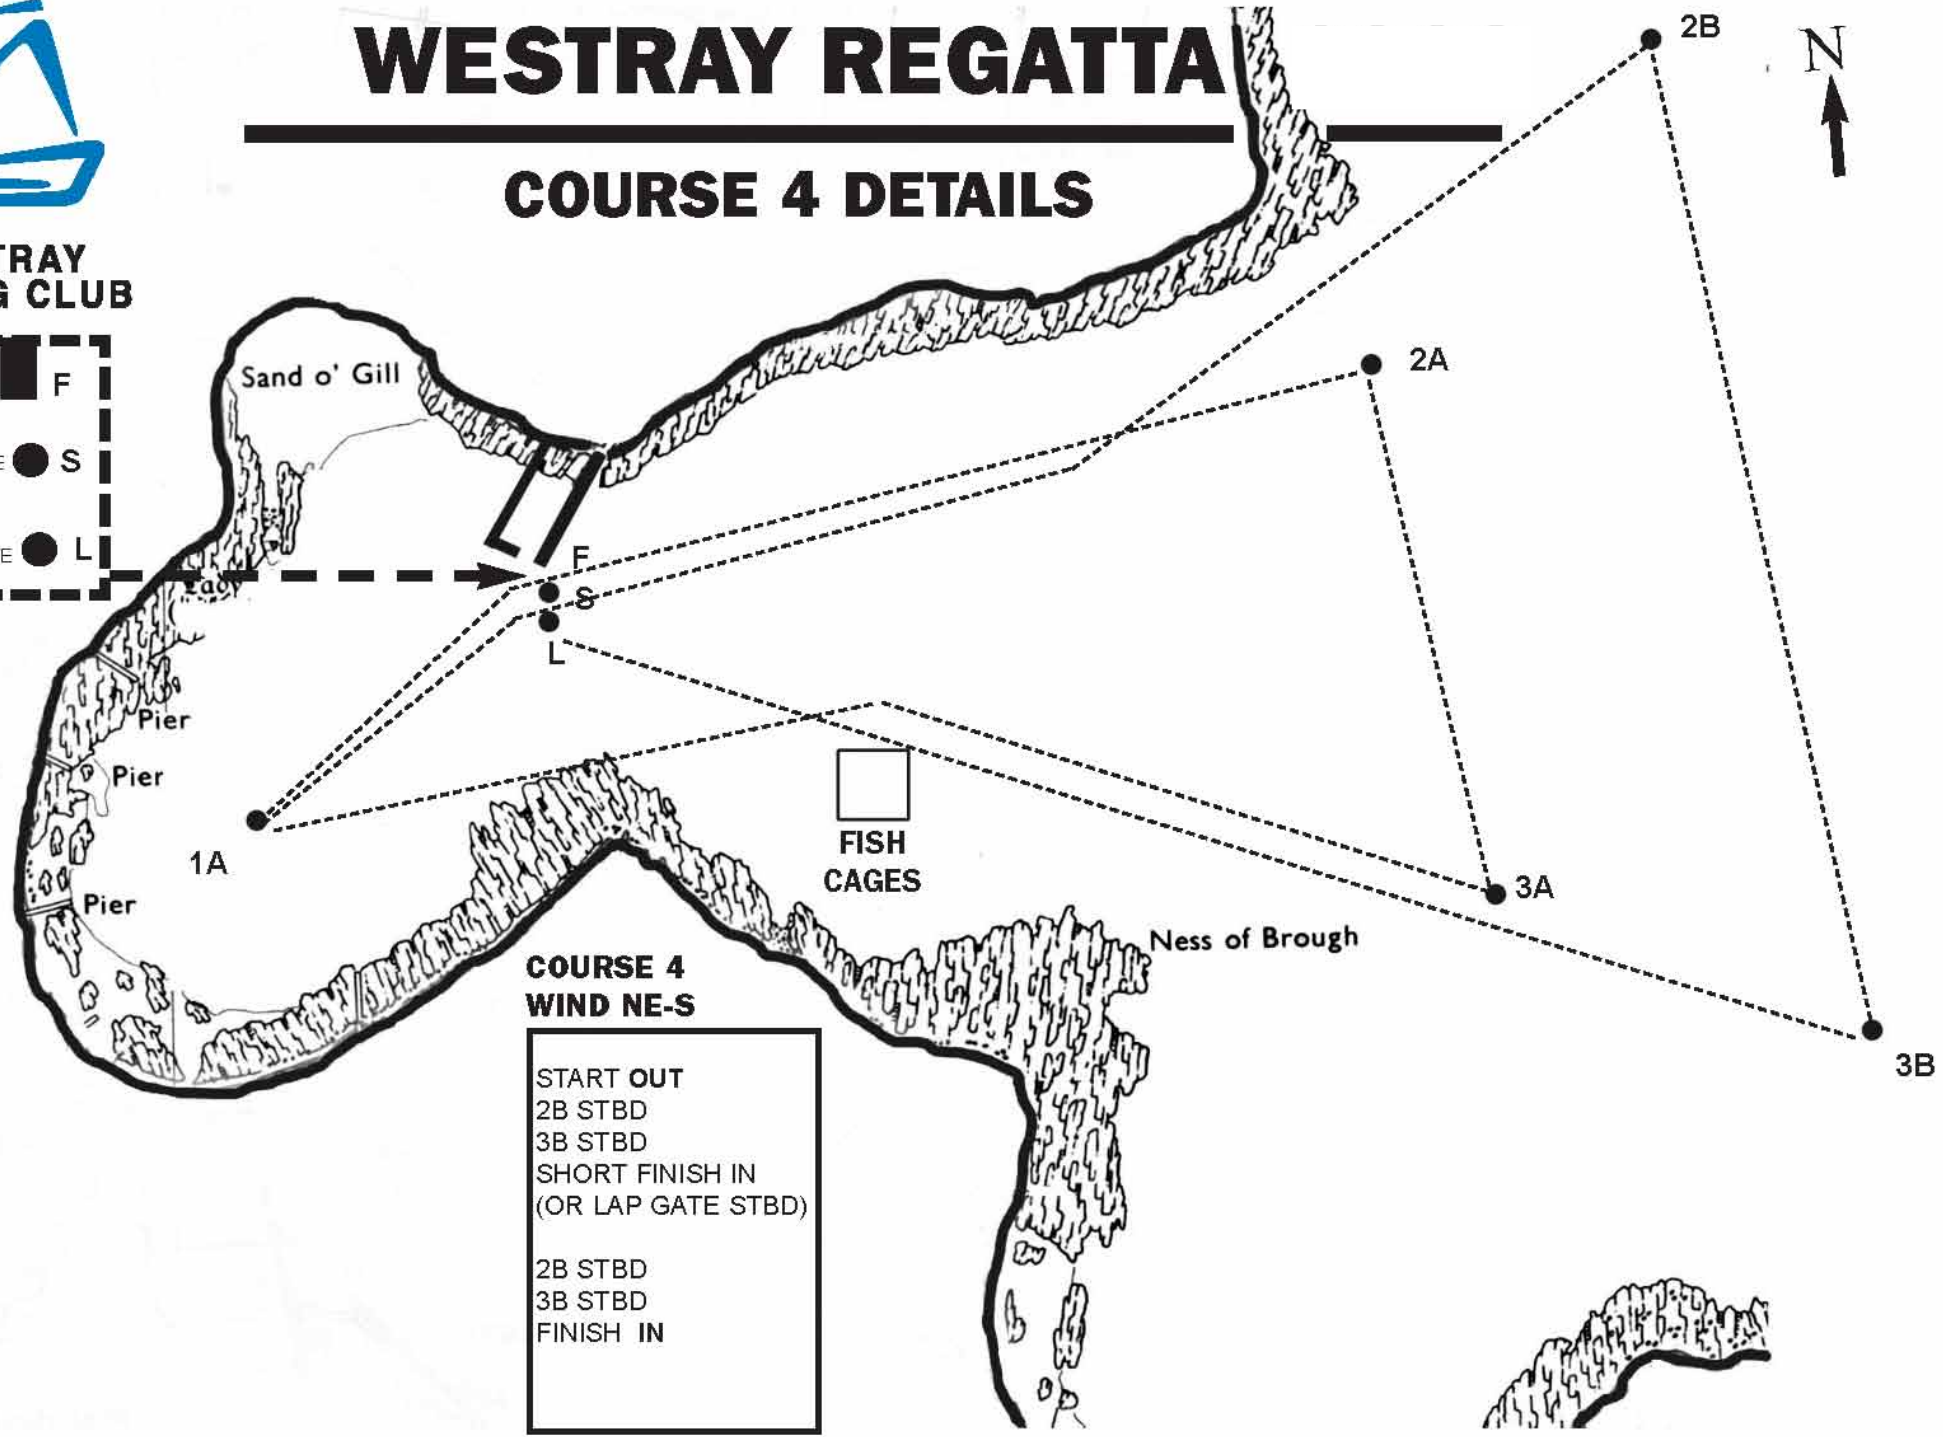 WESTRAY REGATTA
COURSE 4 DETAILS
N
2B
TRAY
G CLUB
F
E S
E L
Sand o' Gill
2A
F
S
L
Pier
Pier
Pier
1A
FISH
CAGES
3A
Ness of Brough
3B
COURSE 4
WIND NE-S
START OUT
2B STBD
3B STBD
SHORT FINISH IN
(OR LAP GATE STBD)
2B STBD
3B STBD
FINISH IN